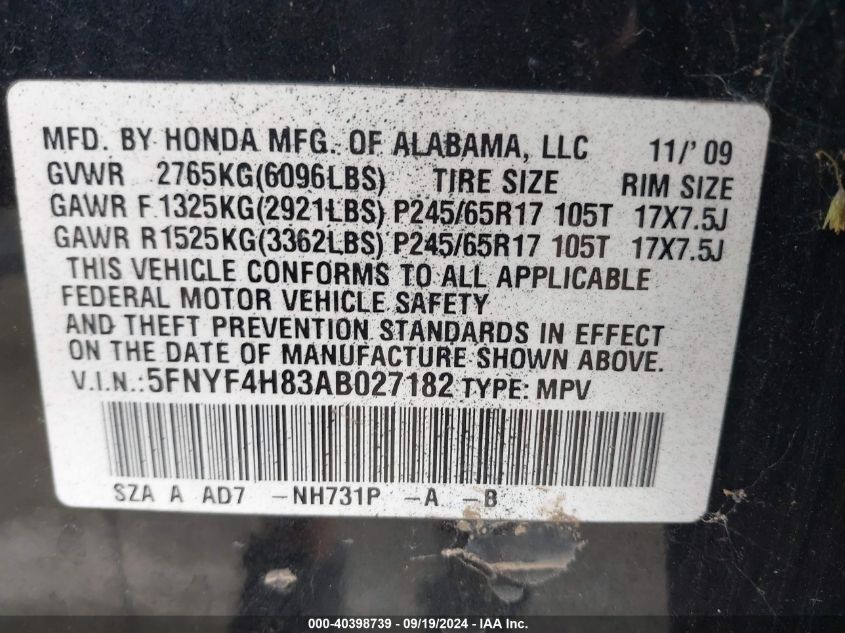 MFD. BY HONDA MFG. OF ALABAMA, LLC 11/' 09
GVWR 2765KG(6096LBS) TIRE SIZE RIM SIZE
GAWR F 1325KG(2921LBS) P245/65R17 105T 17X7.5J
GAWR R1525KG(3362LBS) P245/65R17 105T 17X7.5J
THIS VEHICLE CONFORMS TO ALL APPLICABLE
FEDERAL MOTOR VEHICLE SAFETY
AND THEFT PREVENTION STANDARDS IN EFFECT
ON THE DATE OF MANUFACTURE SHOWN ABOVE.
V.I.N.:5FNYF4H83AB027182 TYPE: MPV
SZA A AD7 -NH731P -A -B
000-40398739 - 09/19/2024 - IAA Inc.